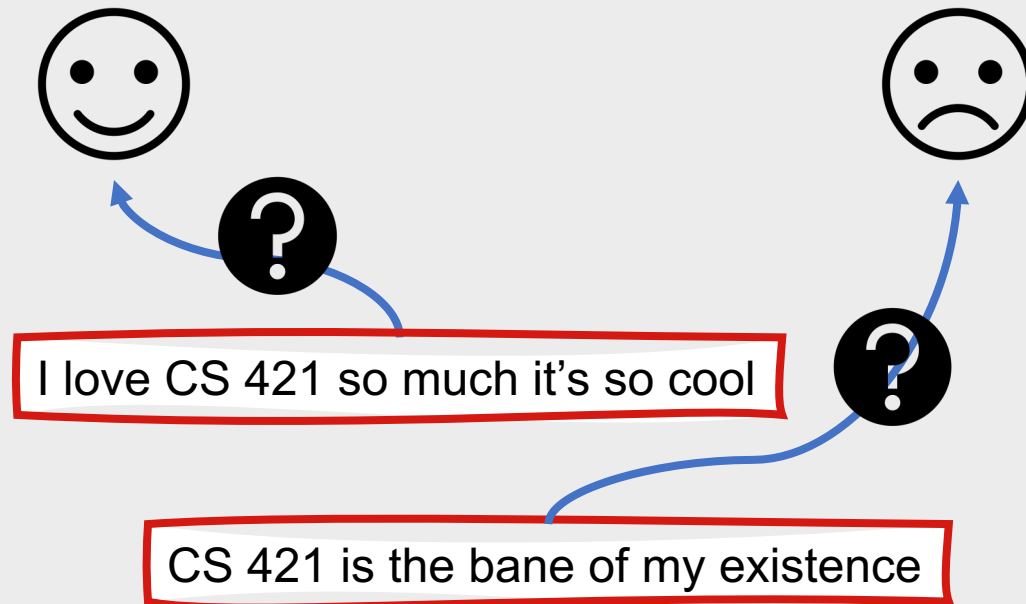 ?
I love CS 421 so much it’s so cool
?
CS 421 is the bane of my existence